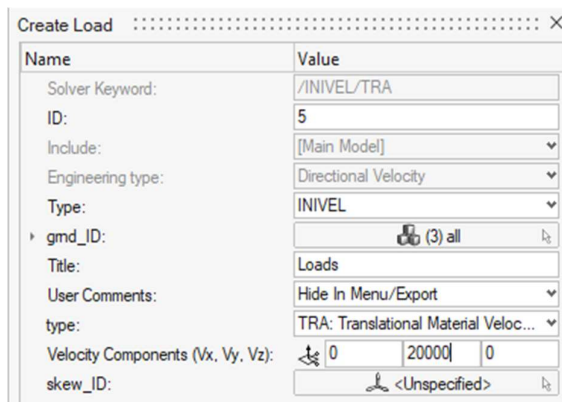 Create Load
Name Value
Solver Keyword: /INIVEL/TRA
ID: 5
Include: [Main Model]
Engineering type: Directional Velocity
Type: INIVEL
grnd_ID: (3) all
Title: Loads
User Comments: Hide In Menu/Export
type: TRA: Translational Material Veloc...
Velocity Components (Vx, Vy, Vz): 0 20000 0
skew_ID: <Unspecified>